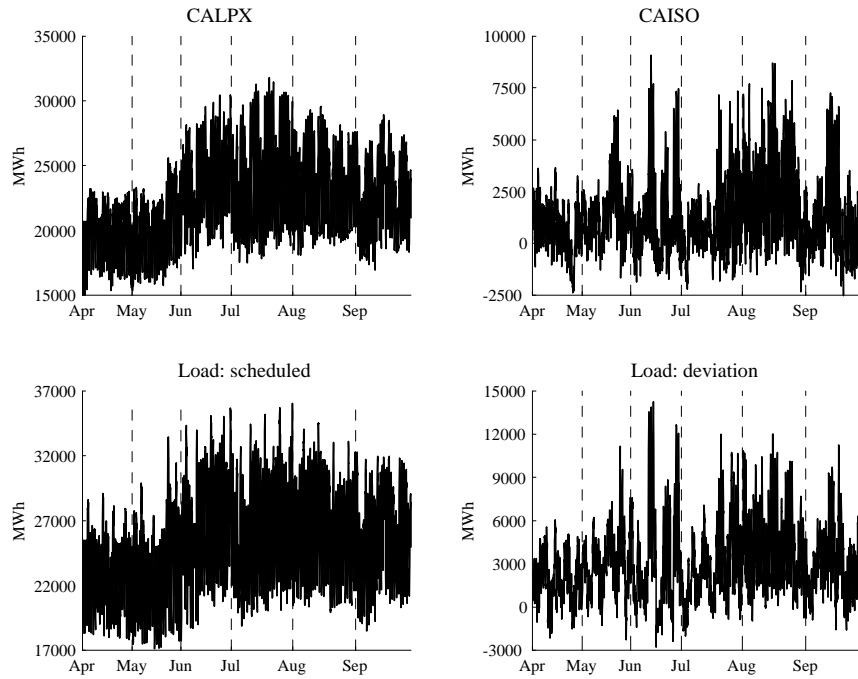 CALPX
35000
30000
25000
20000
15000
MWh
Apr May Jun Jul Aug Sep
CAISO
10000
7500
5000
2500
0
-2500
MWh
Apr May Jun Jul Aug Sep
Load: scheduled
37000
32000
27000
22000
17000
MWh
Apr May Jun Jul Aug Sep
Load: deviation
15000
12000
9000
6000
3000
0
-3000
MWh
Apr May Jun Jul Aug Sep